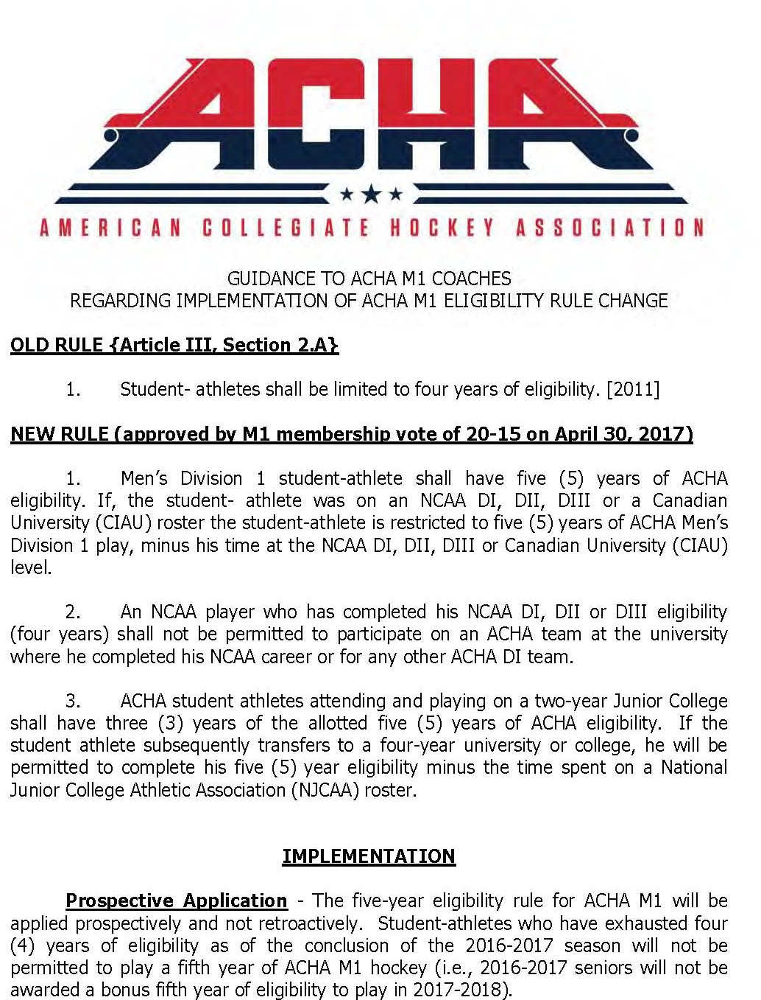 ACHA
AMERICAN COLLEGIATE HOCKEY ASSOCIATION
GUIDANCE TO ACHA M1 COACHES
REGARDING IMPLEMENTATION OF ACHA M1 ELIGIBILITY RULE CHANGE
OLD RULE {Article III, Section 2.A}
1. Student- athletes shall be limited to four years of eligibility. [2011]
NEW RULE (approved by M1 membership vote of 20-15 on April 30, 2017)
1. Men's Division 1 student-athlete shall have five (5) years of ACHA
eligibility. If, the student- athlete was on an NCAA DI, DII, DIII or a Canadian
University (CIAU) roster the student-athlete is restricted to five (5) years of ACHA Men's
Division 1 play, minus his time at the NCAA DI, DII, DIII or Canadian University (CIAU)
level.
2. An NCAA player who has completed his NCAA DI, DII or DIII eligibility
(four years) shall not be permitted to participate on an ACHA team at the university
where he completed his NCAA career or for any other ACHA DI team.
3. ACHA student athletes attending and playing on a two-year Junior College
shall have three (3) years of the allotted five (5) years of ACHA eligibility. If the
student athlete subsequently transfers to a four-year university or college, he will be
permitted to complete his five (5) year eligibility minus the time spent on a National
Junior College Athletic Association (NJCAA) roster.
IMPLEMENTATION
Prospective Application - The five-year eligibility rule for ACHA M1 will be
applied prospectively and not retroactively. Student-athletes who have exhausted four
(4) years of eligibility as of the conclusion of the 2016-2017 season will not be
permitted to play a fifth year of ACHA M1 hockey (i.e., 2016-2017 seniors will not be
awarded a bonus fifth year of eligibility to play in 2017-2018).